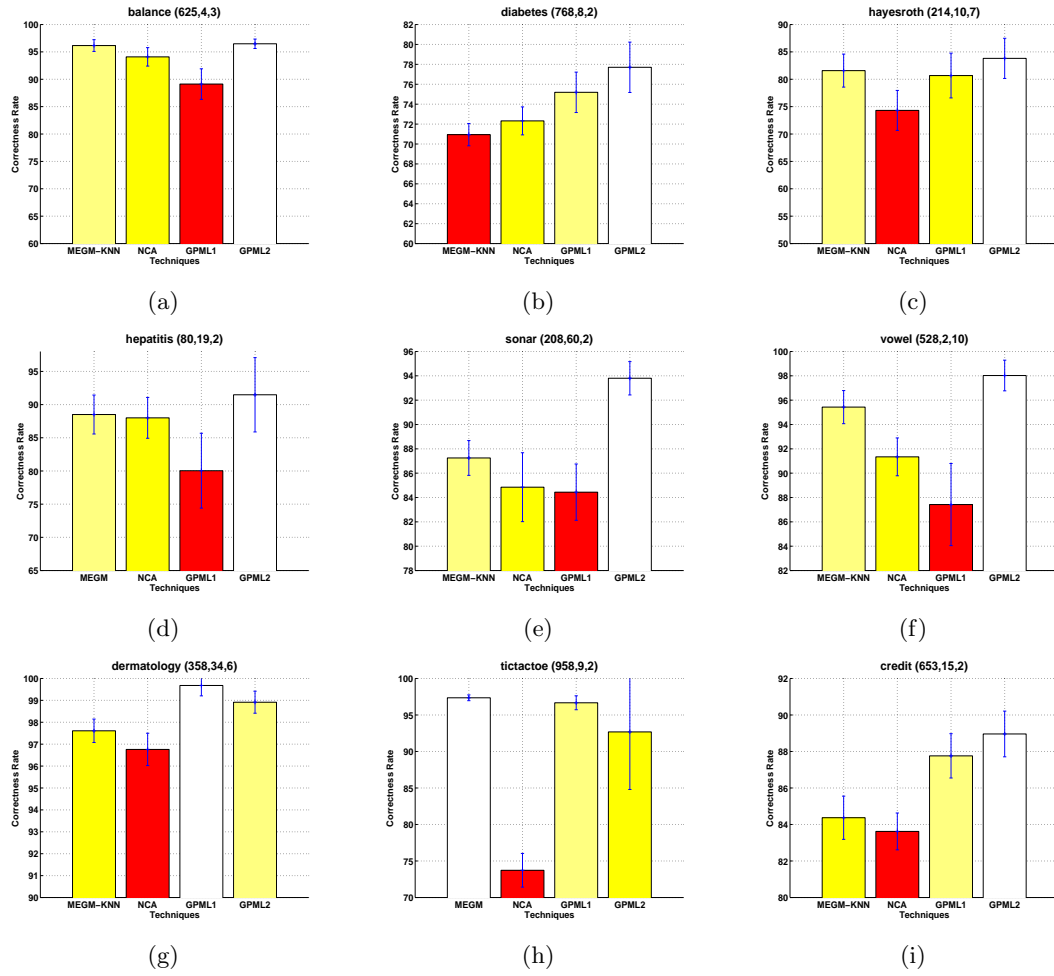 balance (625,4,3)
100
95
90
85
80
75
70
65
60
Correctness Rate
MEGM−KNN NCA GPML1 GPML2
Techniques
(a)
diabetes (768,8,2)
82
80
78
76
74
72
70
68
66
64
62
60
Correctness Rate
MEGM−KNN NCA GPML1 GPML2
Techniques
(b)
hayesroth (214,10,7)
90
85
80
75
70
65
60
55
50
Correctness Rate
MEGM−KNN NCA GPML1 GPML2
Techniques
(c)
hepatitis (80,19,2)
95
90
85
80
75
70
65
Correctness Rate
MEGM NCA GPML1 GPML2
Techniques
(d)
sonar (208,60,2)
96
94
92
90
88
86
84
82
80
78
Correctness Rate
MEGM−KNN NCA GPML1 GPML2
Techniques
(e)
vowel (528,2,10)
100
98
96
94
92
90
88
86
84
82
Correctness Rate
MEGM−KNN NCA GPML1 GPML2
Techniques
(f)
dermatology (358,34,6)
100
99
98
97
96
95
94
93
92
91
90
Correctness Rate
MEGM−KNN NCA GPML1 GPML2
Techniques
(g)
tictactoe (958,9,2)
100
95
90
85
80
75
70
Correctness Rate
MEGM NCA GPML1 GPML2
Techniques
(h)
credit (653,15,2)
92
90
88
86
84
82
80
Correctness Rate
MEGM−KNN NCA GPML1 GPML2
Techniques
(i)